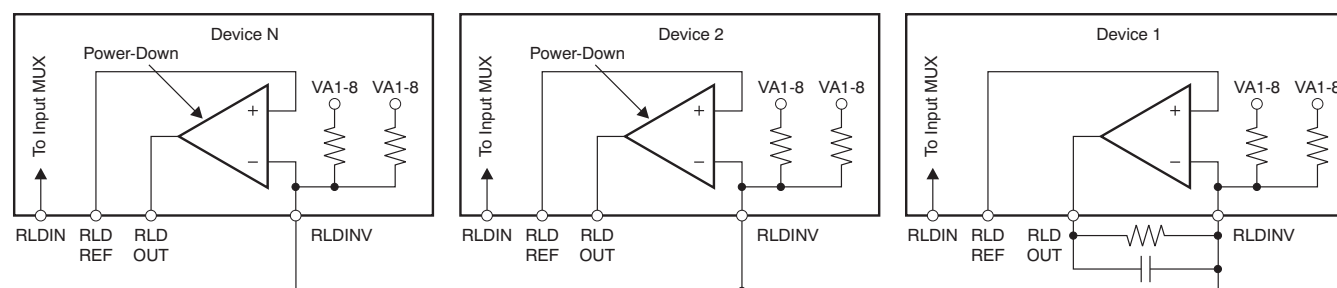 Device N
Power-Down
To Input MUX
VA1-8 VA1-8
+
−
RLDIN RLD REF RLD OUT RLDINV
Device 2
Power-Down
To Input MUX
VA1-8 VA1-8
+
−
RLDIN RLD REF RLD OUT RLDINV
Device 1
To Input MUX
VA1-8 VA1-8
+
−
RLDIN RLD REF RLD OUT RLDINV